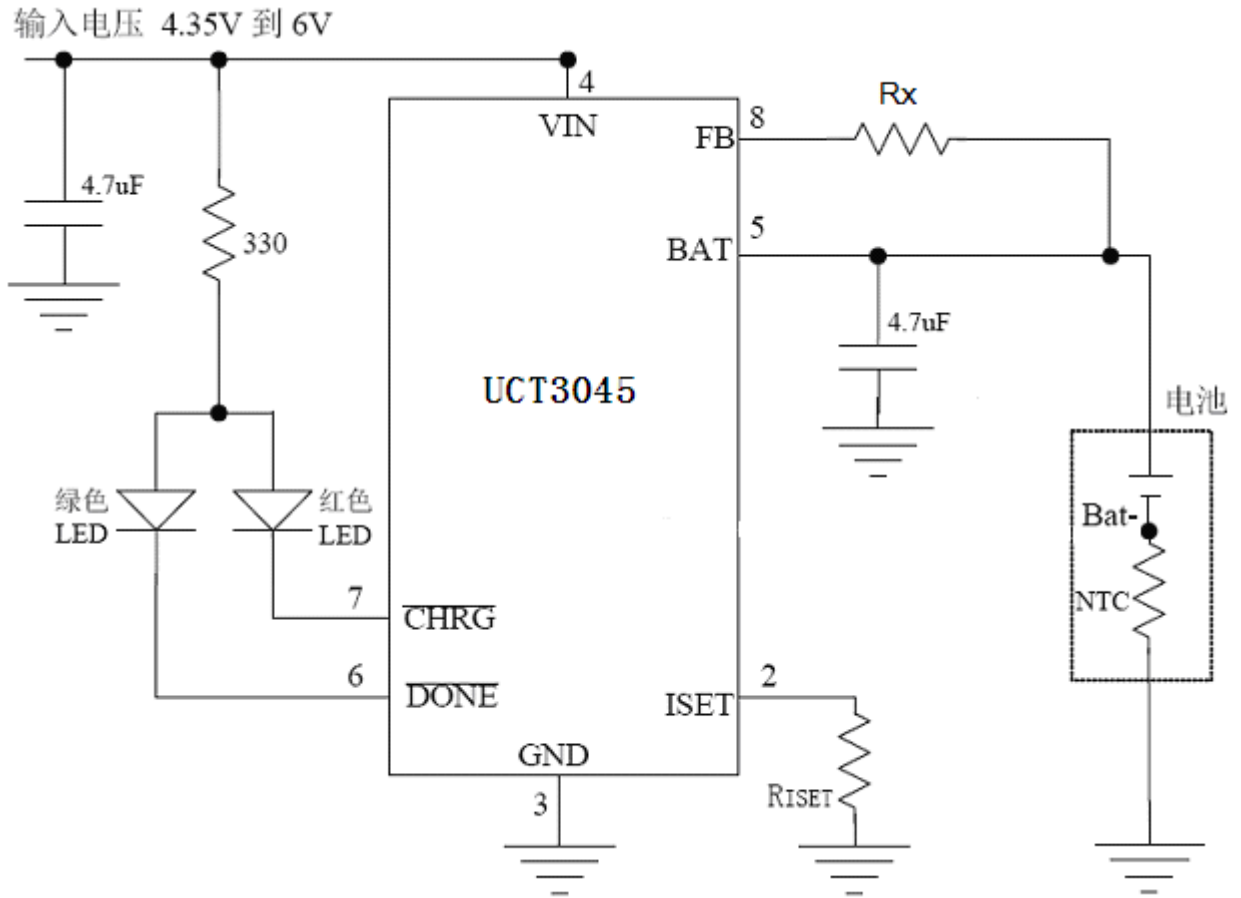 输入电压 4.35V 到 6V
4
VIN
Rx
8
FB
4.7uF
330
5
BAT
4.7uF
UCT3045
电池
绿色
LED
红色
LED
Bat-
NTC
7
CHRG
6
DONE
2
ISET
GND
3
RISET